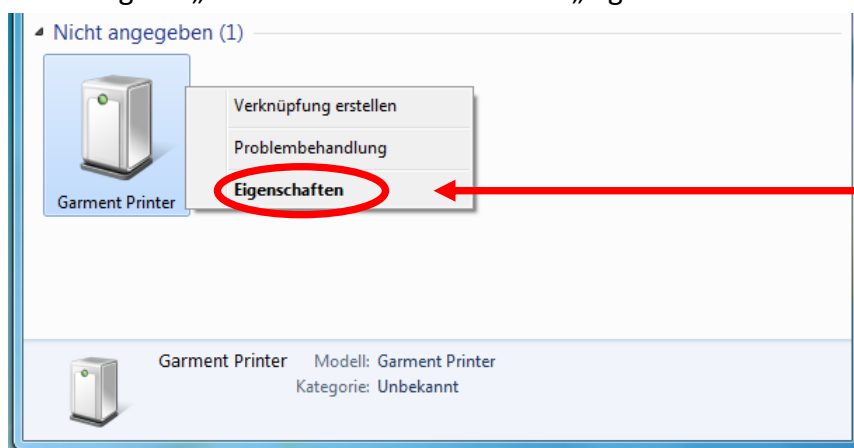 Nicht angegeben (1)
Verknüpfung erstellen
Problembehandlung
Eigenschaften
Garment Printer
Garment Printer Modell: Garment Printer
Kategorie: Unbekannt